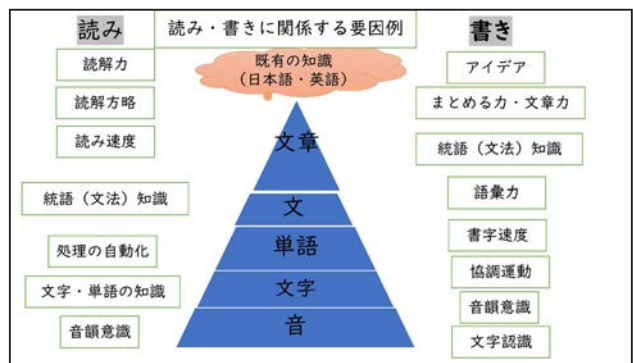 読み・書きに関係する要因例
読み
読解力
読解方略
読み速度
統語（文法）知識
処理の自動化
文字・単語の知識
音韻意識
既有の知識
（日本語・英語）
文章
文
単語
文字
音
書き
アイデア
まとめる力・文章力
統語（文法）知識
語彙力
書字速度
協調運動
音韻意識
文字認識